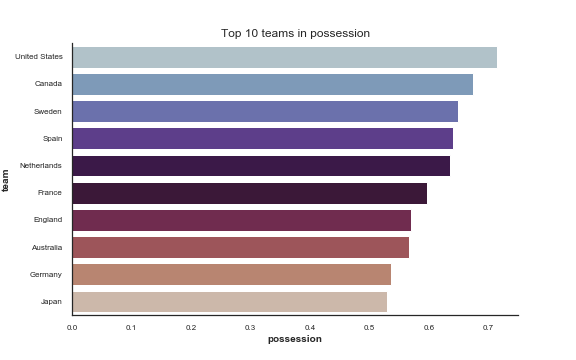 Top 10 teams in possession
United States
Canada
Sweden
Spain
Netherlands
France
England
Australia
Germany
Japan
team
0.0 0.1 0.2 0.3 0.4 0.5 0.6 0.7
possession